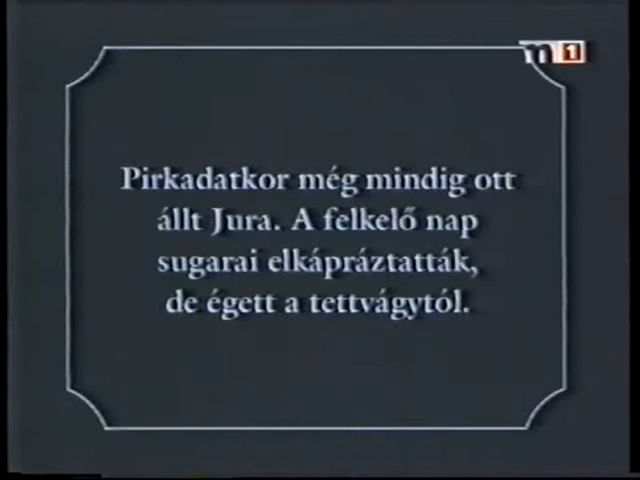 m1
Pirkadatkor még mindig ott
állt Jura. A felkelő nap
sugarai elkápráztatták,
de égett a tettvágytól.